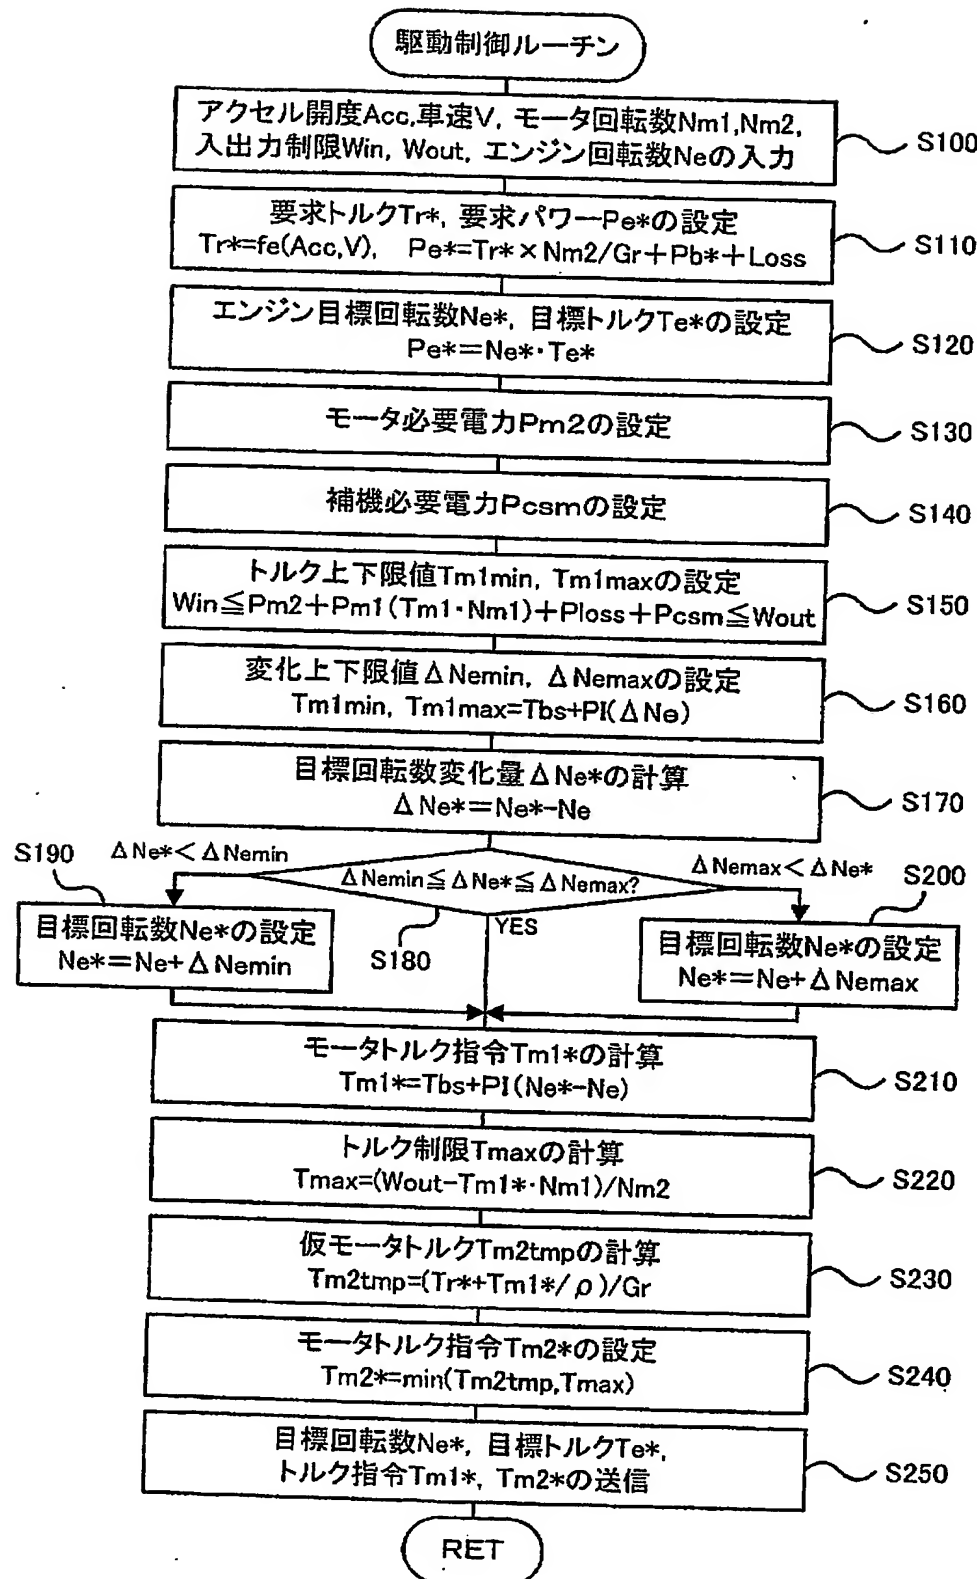 駆動制御ルーチン
アクセル開度Acc,車速V, モータ回転数Nm1,Nm2,
入出力制限Win, Wout, エンジン回転数Neの入力
S100
要求トルクTr*, 要求パワーPe*の設定
Tr*=fe(Acc,V), Pe*=Tr*×Nm2/Gr+Pb*+Loss
S110
エンジン目標回転数Ne*, 目標トルクTe*の設定
Pe*=Ne*·Te*
S120
モータ必要電力Pm2の設定
S130
補機必要電力Pcsmの設定
S140
トルク上下限値Tm1min, Tm1maxの設定
Win≦Pm2+Pm1(Tm1·Nm1)+Ploss+Pcsm≦Wout
S150
変化上下限値ΔNemin, ΔNemaxの設定
Tm1min, Tm1max=Tbs+PI(ΔNe)
S160
目標回転数変化量ΔNe*の計算
ΔNe*=Ne*-Ne
S170
S190
ΔNe*<ΔNemin
ΔNemin≦ΔNe*≦ΔNemax?
ΔNemax<ΔNe*
S200
YES
S180
目標回転数Ne*の設定
Ne*=Ne+ΔNemin
目標回転数Ne*の設定
Ne*=Ne+ΔNemax
モータトルク指令Tm1*の計算
Tm1*=Tbs+PI(Ne*-Ne)
S210
トルク制限Tmaxの計算
Tmax=(Wout-Tm1*·Nm1)/Nm2
S220
仮モータトルクTm2tmpの計算
Tm2tmp=(Tr*+Tm1*/ρ)/Gr
S230
モータトルク指令Tm2*の設定
Tm2*=min(Tm2tmp,Tmax)
S240
目標回転数Ne*, 目標トルクTe*,
トルク指令Tm1*, Tm2*の送信
S250
RET